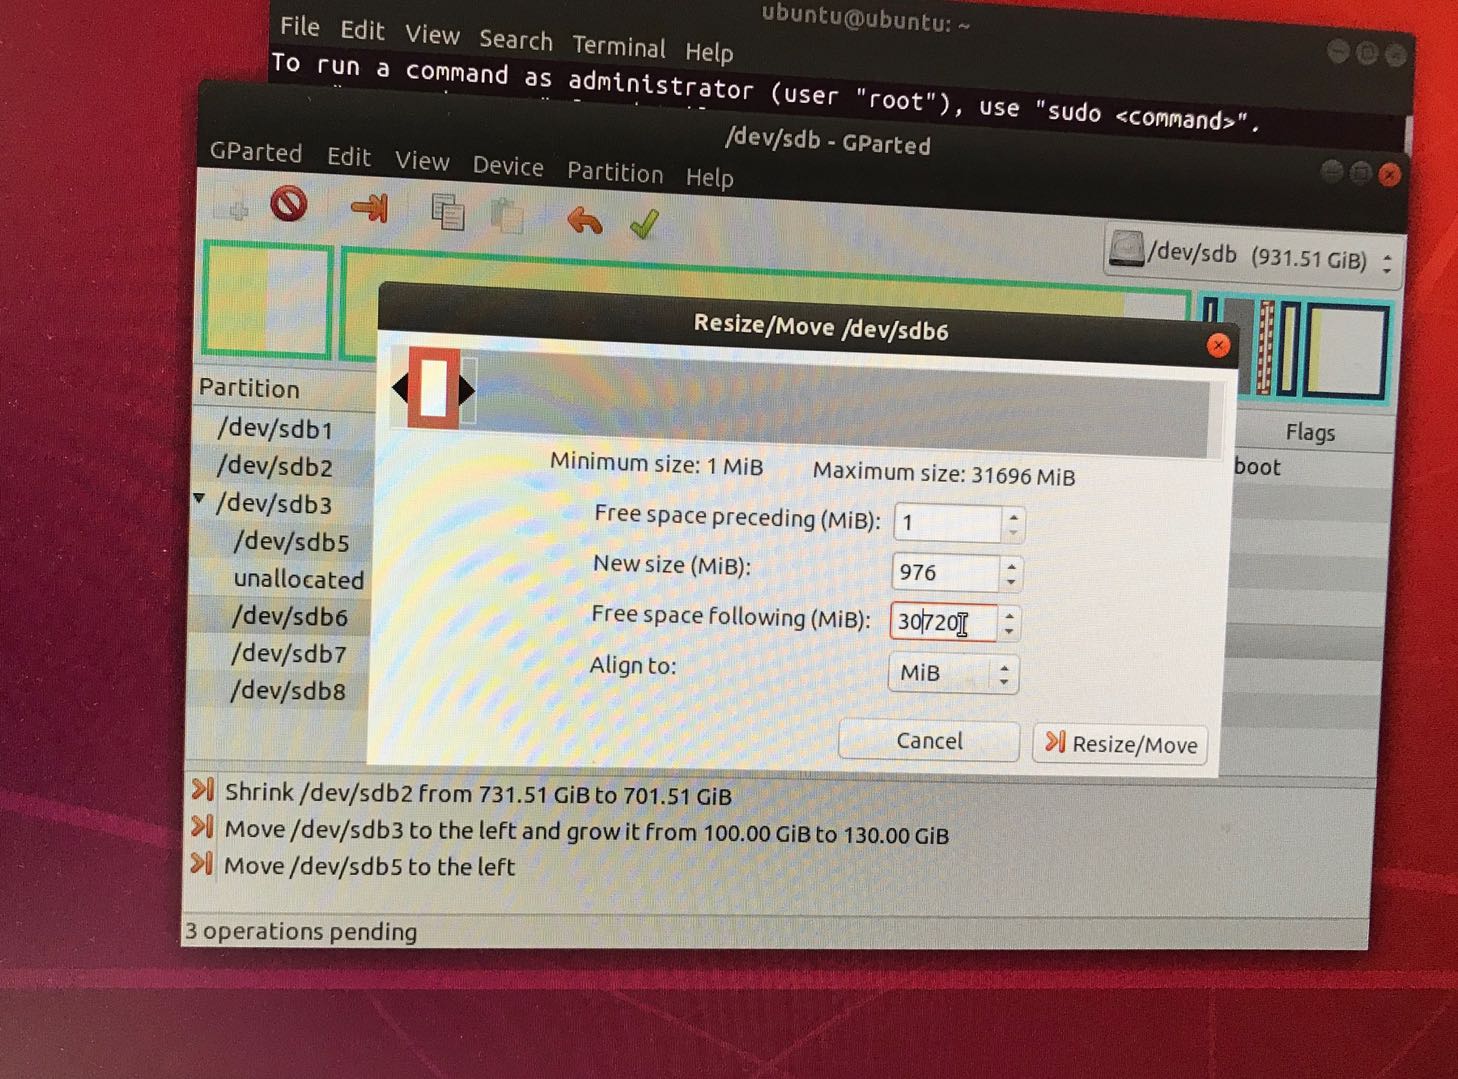 ubuntu@ubuntu: ~
File Edit View Search Terminal Help
To run a command as administrator (user "root"), use "sudo <command>".
/dev/sdb - GParted
GParted Edit View Device Partition Help
/dev/sdb (931.51 GiB)
Resize/Move /dev/sdb6
Minimum size: 1 MiB Maximum size: 31696 MiB
Free space preceding (MiB): 1
New size (MiB): 976
Free space following (MiB): 30720
Align to: MiB
Cancel Resize/Move
Partition
/dev/sdb1
/dev/sdb2
/dev/sdb3
/dev/sdb5
unallocated
/dev/sdb6
/dev/sdb7
/dev/sdb8
Flags
boot
Shrink /dev/sdb2 from 731.51 GiB to 701.51 GiB
Move /dev/sdb3 to the left and grow it from 100.00 GiB to 130.00 GiB
Move /dev/sdb5 to the left
3 operations pending